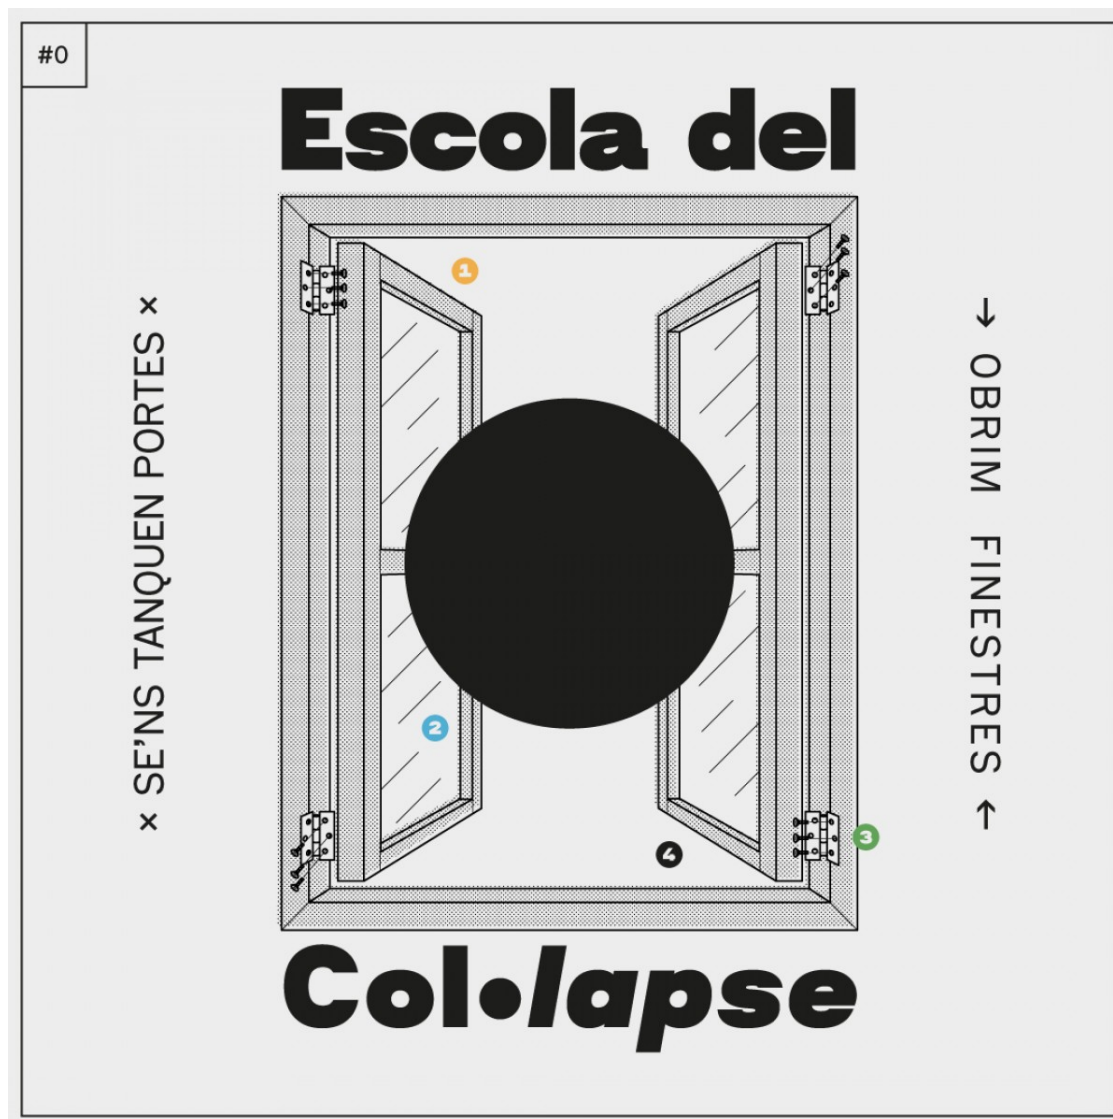 #0
Escola del
× SE'NS TANQUEN PORTES ×
→ OBRIM FINESTRES ←
1
2
3
4
Col•lapse